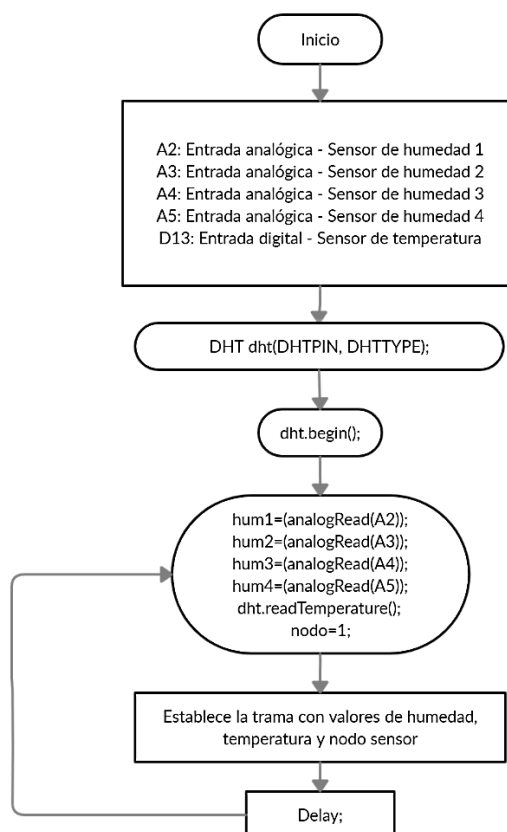 Inicio
A2: Entrada analógica - Sensor de humedad 1
A3: Entrada analógica - Sensor de humedad 2
A4: Entrada analógica - Sensor de humedad 3
A5: Entrada analógica - Sensor de humedad 4
D13: Entrada digital - Sensor de temperatura
DHT dht(DHTPIN, DHTTYPE);
dht.begin();
hum1=(analogRead(A2));
hum2=(analogRead(A3));
hum3=(analogRead(A4));
hum4=(analogRead(A5));
dht.readTemperature();
nodo=1;
Establece la trama con valores de humedad,
temperatura y nodo sensor
Delay;